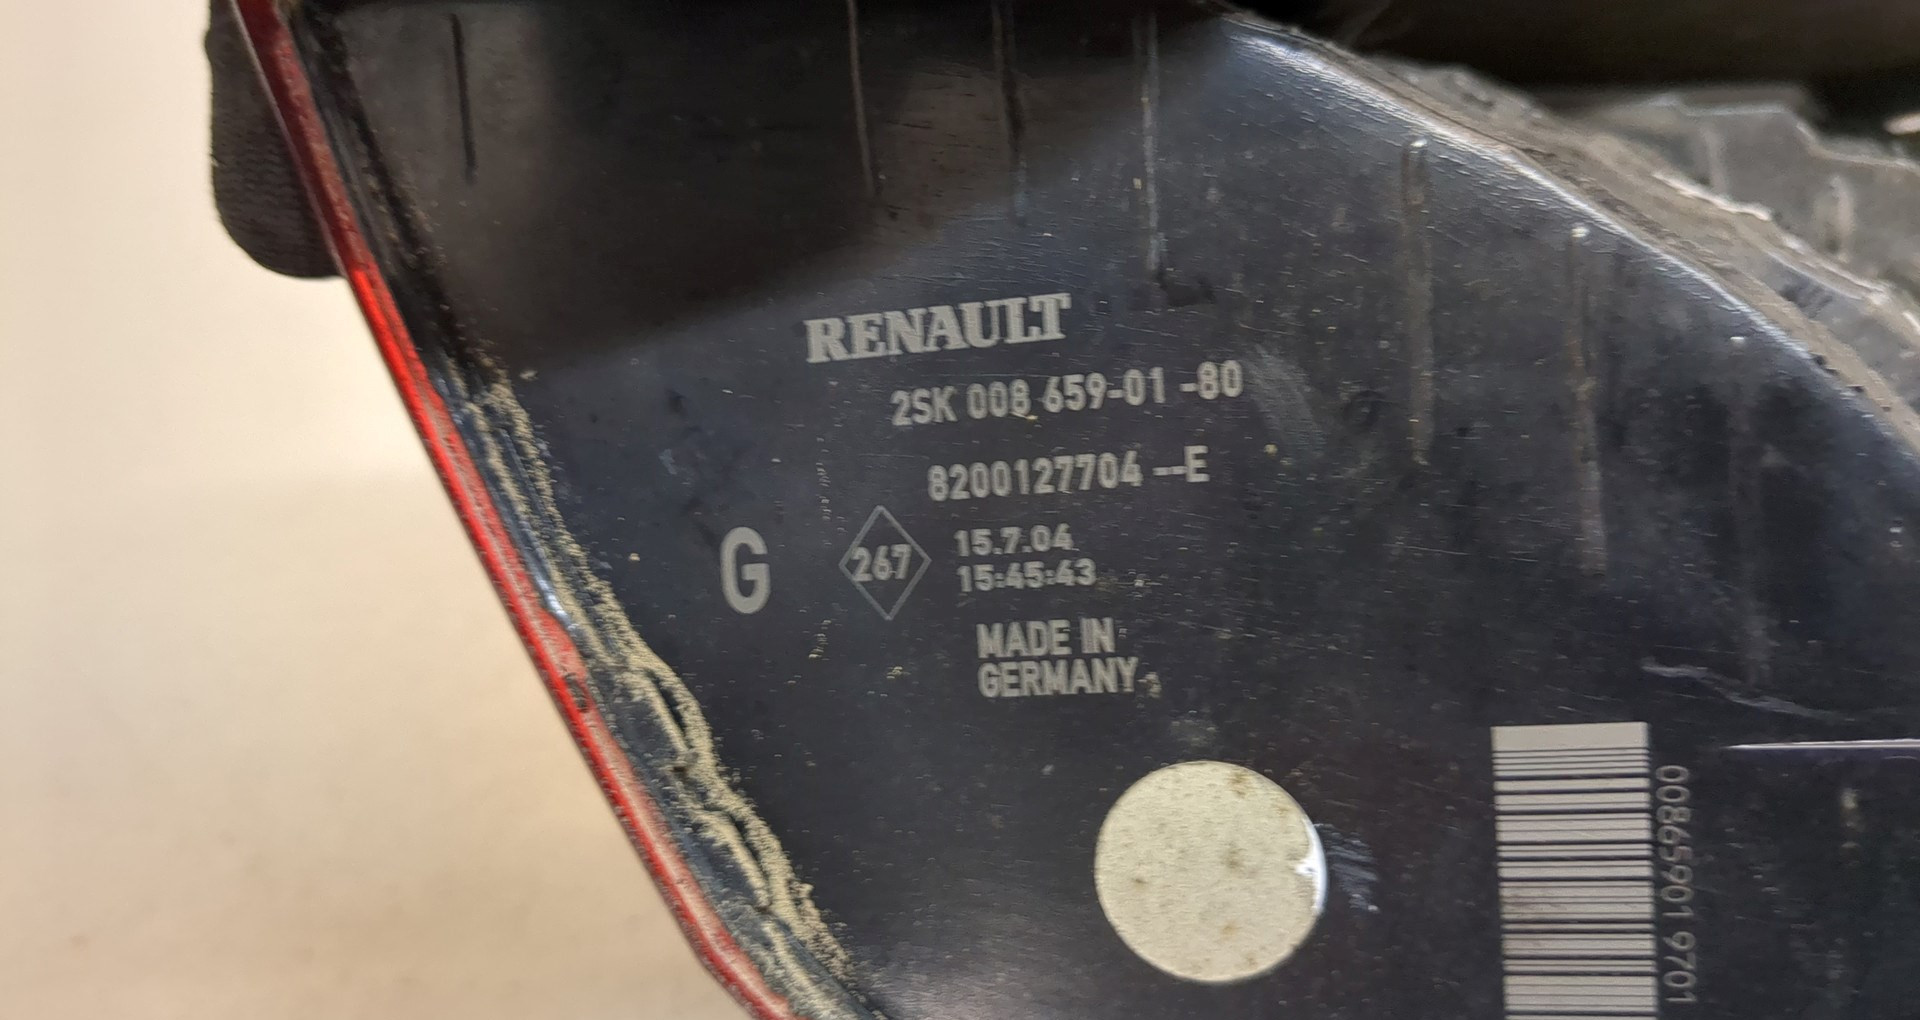 RENAULT
2SK 008 659-01 -80
8200127704 --E
G
267
15.7.04
15:45:43
MADE IN
GERMANY
00865901 9701